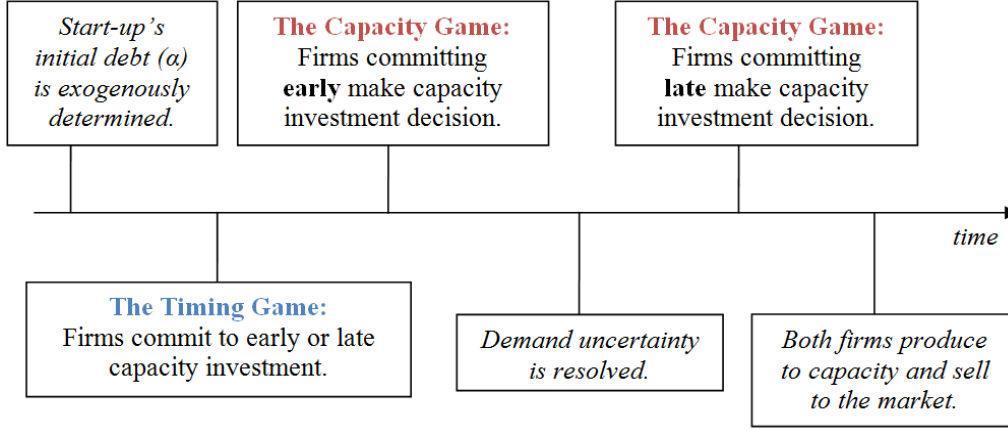 Start-up's
initial debt (α)
is exogenously
determined.
The Capacity Game:
Firms committing
early make capacity
investment decision.
The Capacity Game:
Firms committing
late make capacity
investment decision.
time
The Timing Game:
Firms commit to early or late
capacity investment.
Demand uncertainty
is resolved.
Both firms produce
to capacity and sell
to the market.